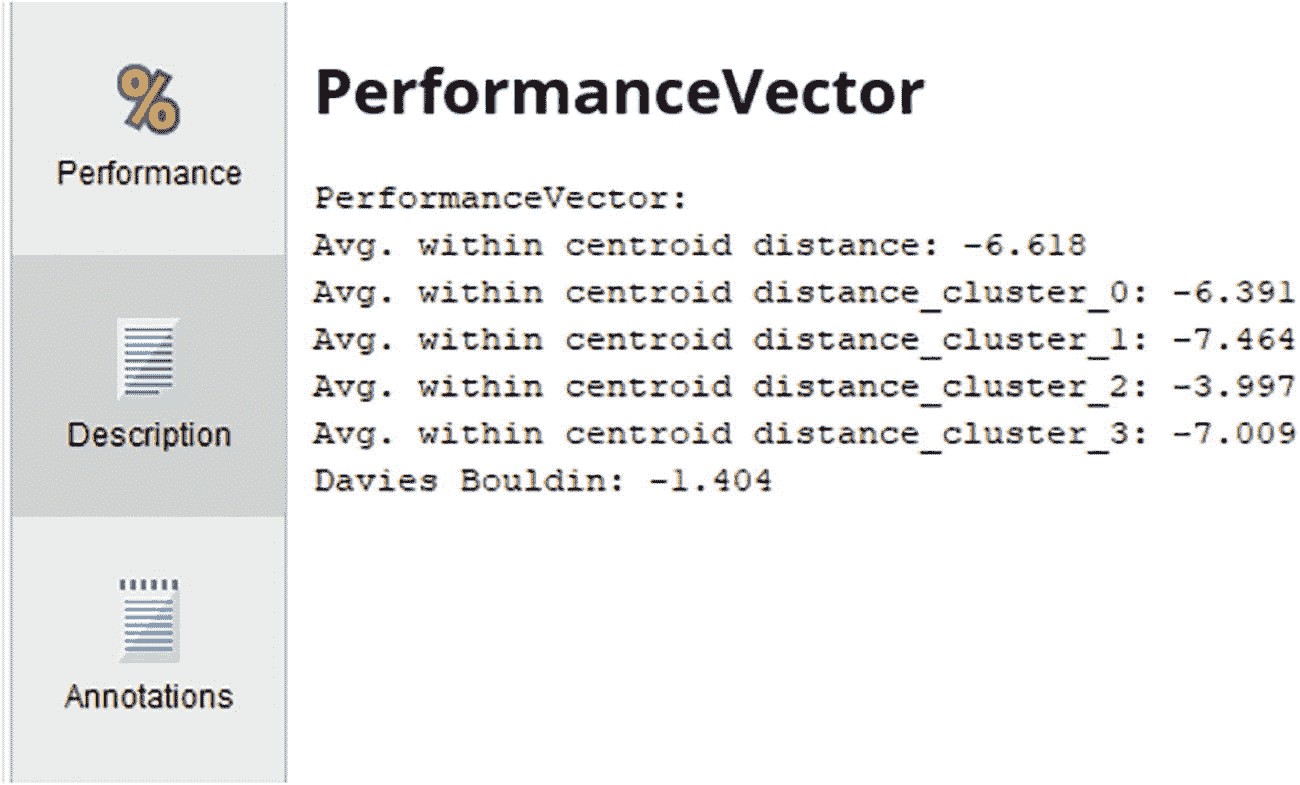 Performance
Description
Annotations
PerformanceVector
PerformanceVector:
Avg. within centroid distance: -6.618
Avg. within centroid distance_cluster_0: -6.391
Avg. within centroid distance_cluster_1: -7.464
Avg. within centroid distance_cluster_2: -3.997
Avg. within centroid distance_cluster_3: -7.009
Davies Bouldin: -1.404